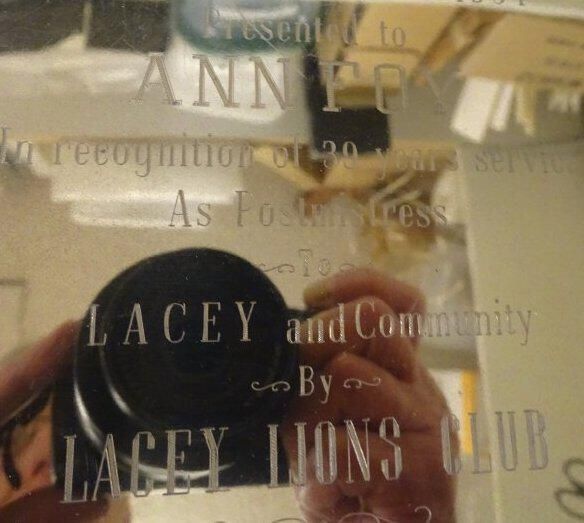 Presented to
ANN FOY
In recognition of 30 years service
As Postmistress
To
LACEY and Community
By
LACEY LIONS CLUB